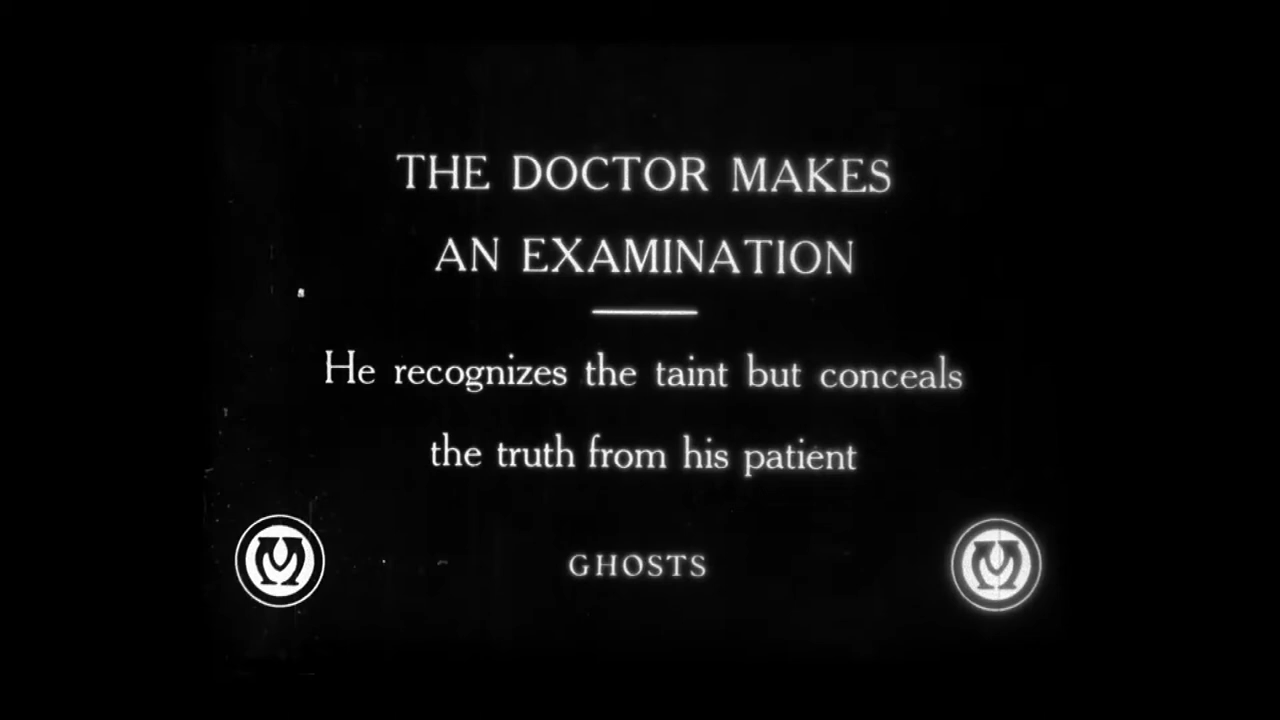 THE DOCTOR MAKES
AN EXAMINATION
He recognizes the taint but conceals
the truth from his patient
GHOSTS